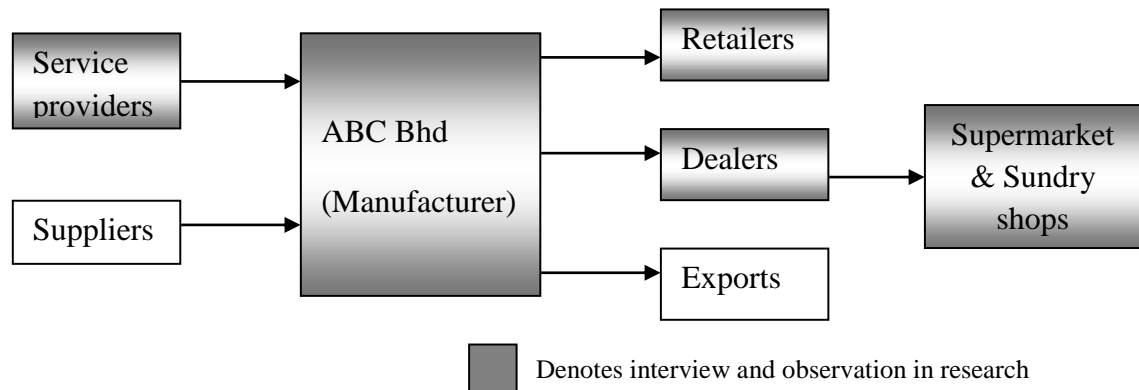 Service
providers
Suppliers
ABC Bhd
(Manufacturer)
Retailers
Dealers
Exports
Supermarket
& Sundry
shops
Denotes interview and observation in research